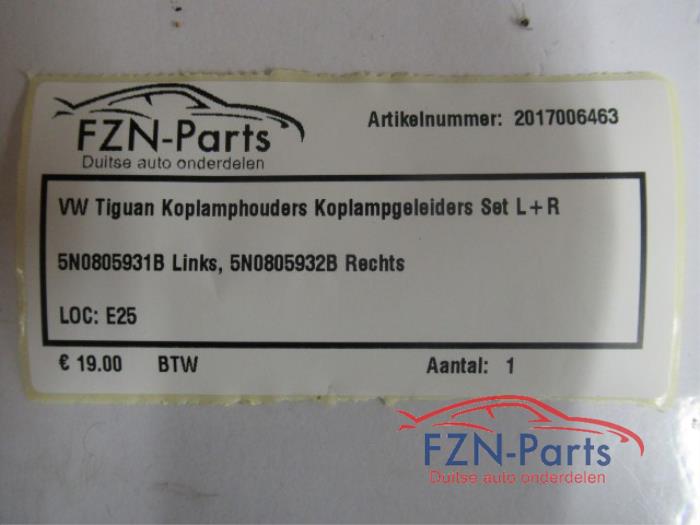 FZN-Parts
Duitse auto onderdelen
Artikelnummer: 2017006463
VW Tiguan Koplamphouders Koplampgeleiders Set L+R
5N0805931B Links, 5N0805932B Rechts
LOC: E25
€ 19.00 BTW Aantal: 1
FZN-Parts
Duitse auto onderdelen